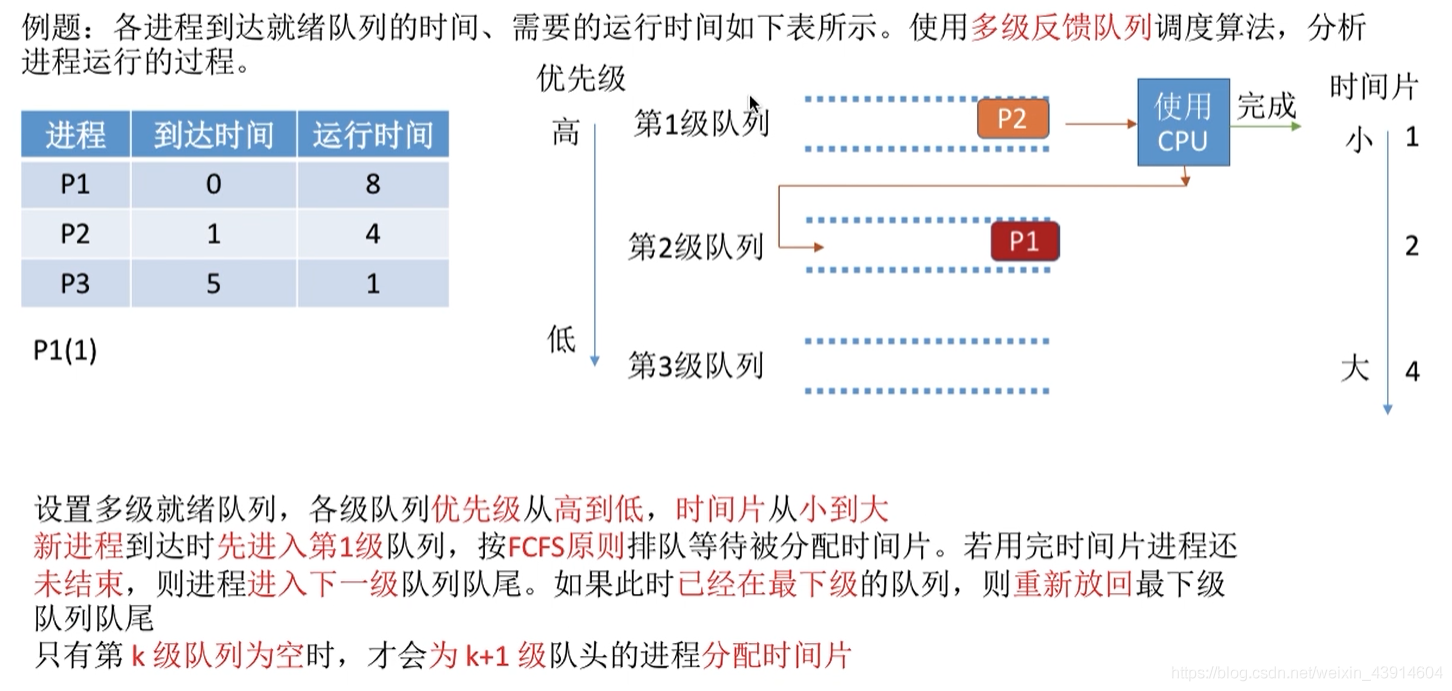 例题：各进程到达就绪队列的时间、需要的运行时间如下表所示。使用多级反馈队列调度算法，分析
进程运行的过程。
进程 到达时间 运行时间
P1 0 8
P2 1 4
P3 5 1
P1(1)
优先级
高
低
第1级队列
P2
使用
CPU
完成
第2级队列
P1
第3级队列
时间片
小 1
2
大 4
设置多级就绪队列，各级队列优先级从高到低，时间片从小到大
新进程到达时先进入第1级队列，按FCFS原则排队等待被分配时间片。若用完时间片进程还
未结束，则进程进入下一级队列队尾。如果此时已经在最下级的队列，则重新放回最下级
队列队尾
只有第 k 级队列为空时，才会为 k+1 级队头的进程分配时间片
https://blog.csdn.net/weixin_43914604